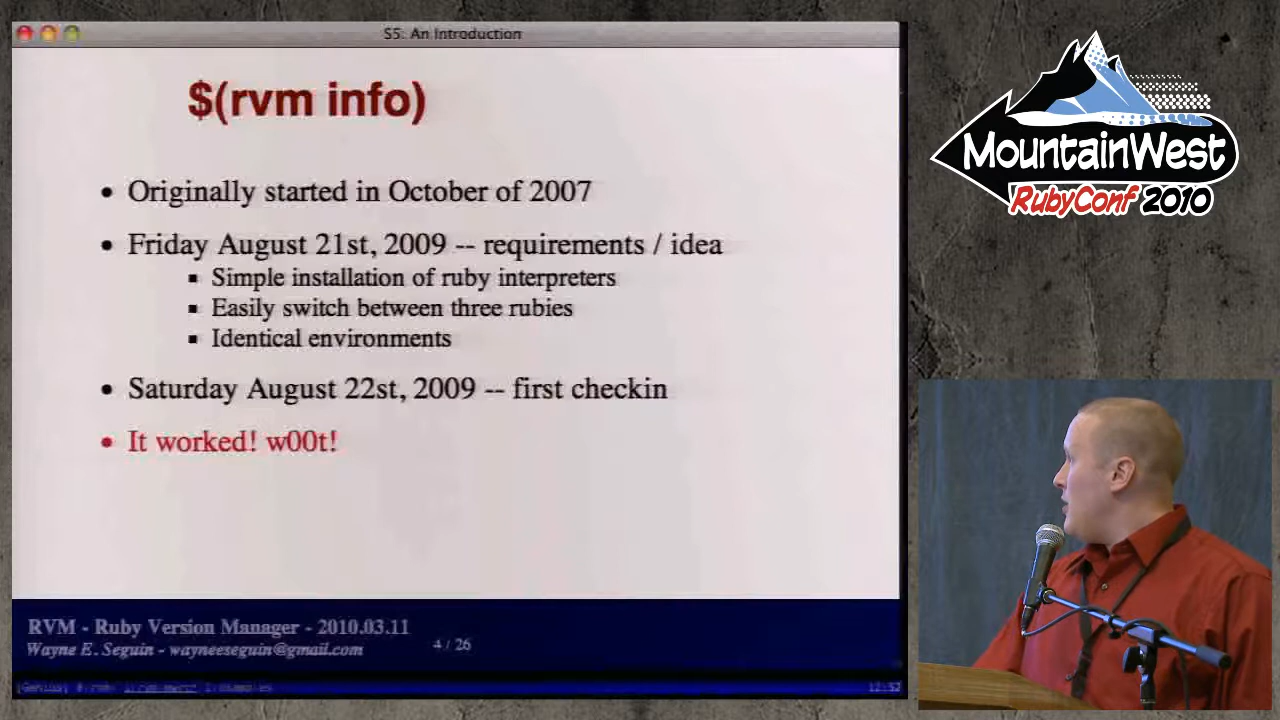 S5: An Introduction
$(rvm info)
• Originally started in October of 2007
• Friday August 21st, 2009 -- requirements / idea
▪ Simple installation of ruby interpreters
▪ Easily switch between three rubies
▪ Identical environments
• Saturday August 22st, 2009 -- first checkin
• It worked! w00t!
RVM - Ruby Version Manager - 2010.03.11
Wayne E. Seguin - wayneeseguin@gmail.com
4 / 26
MountainWest
RubyConf 2010